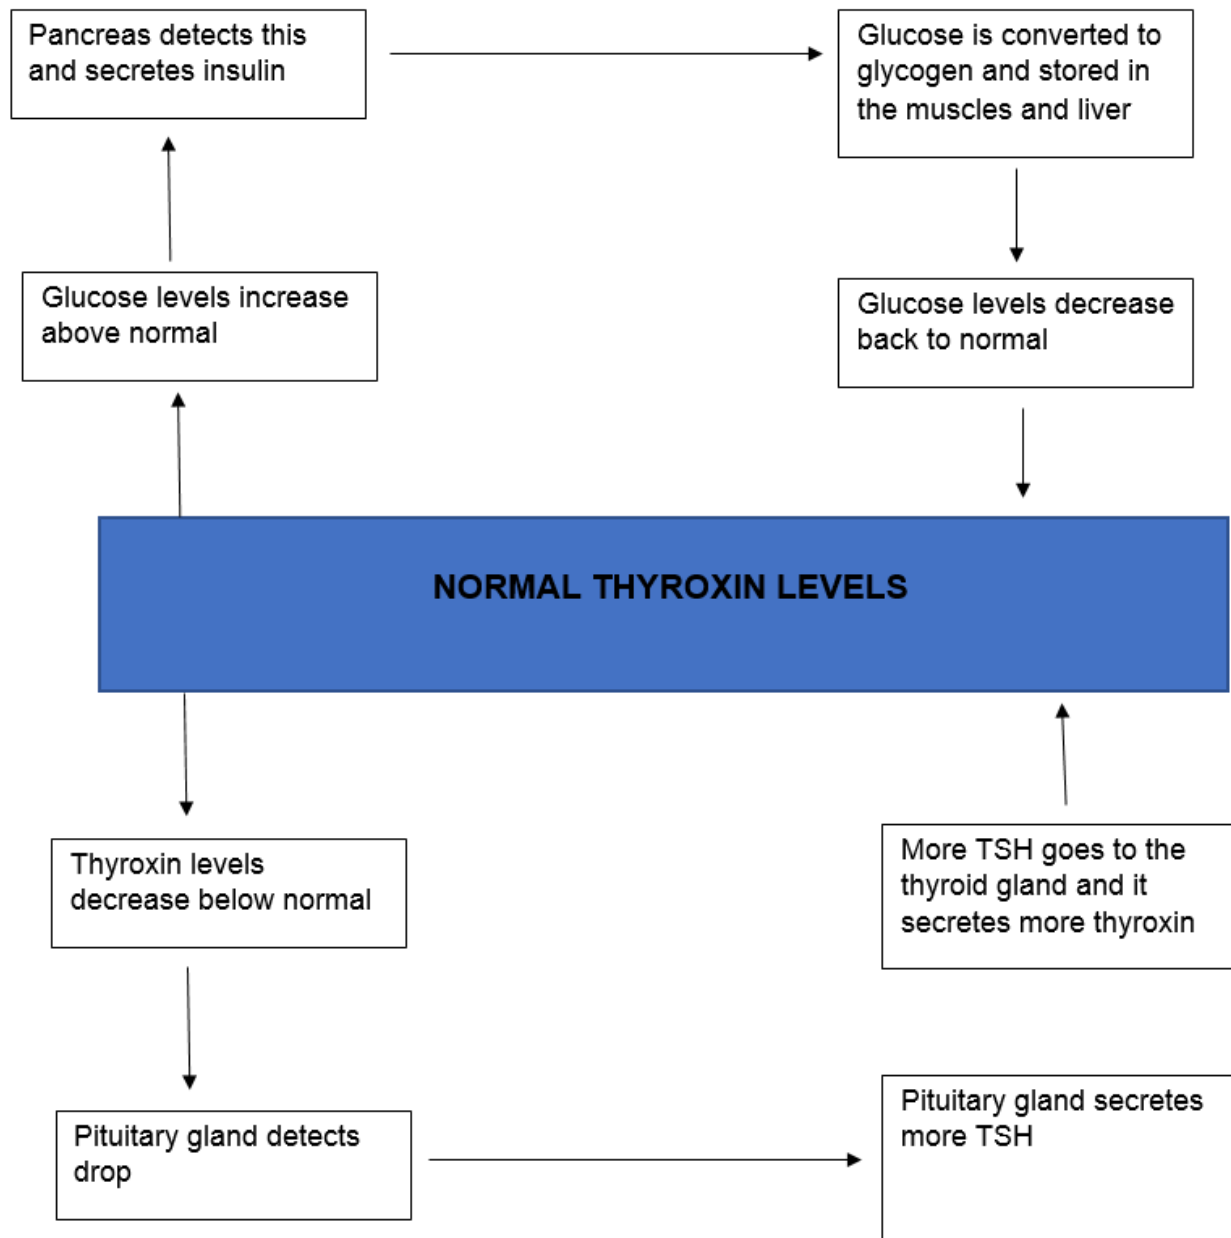 Pancreas detects this
and secretes insulin
Glucose is converted to
glycogen and stored in
the muscles and liver
Glucose levels increase
above normal
Glucose levels decrease
back to normal
NORMAL THYROXIN LEVELS
Thyroxin levels
decrease below normal
More TSH goes to the
thyroid gland and it
secretes more thyroxin
Pituitary gland detects
drop
Pituitary gland secretes
more TSH